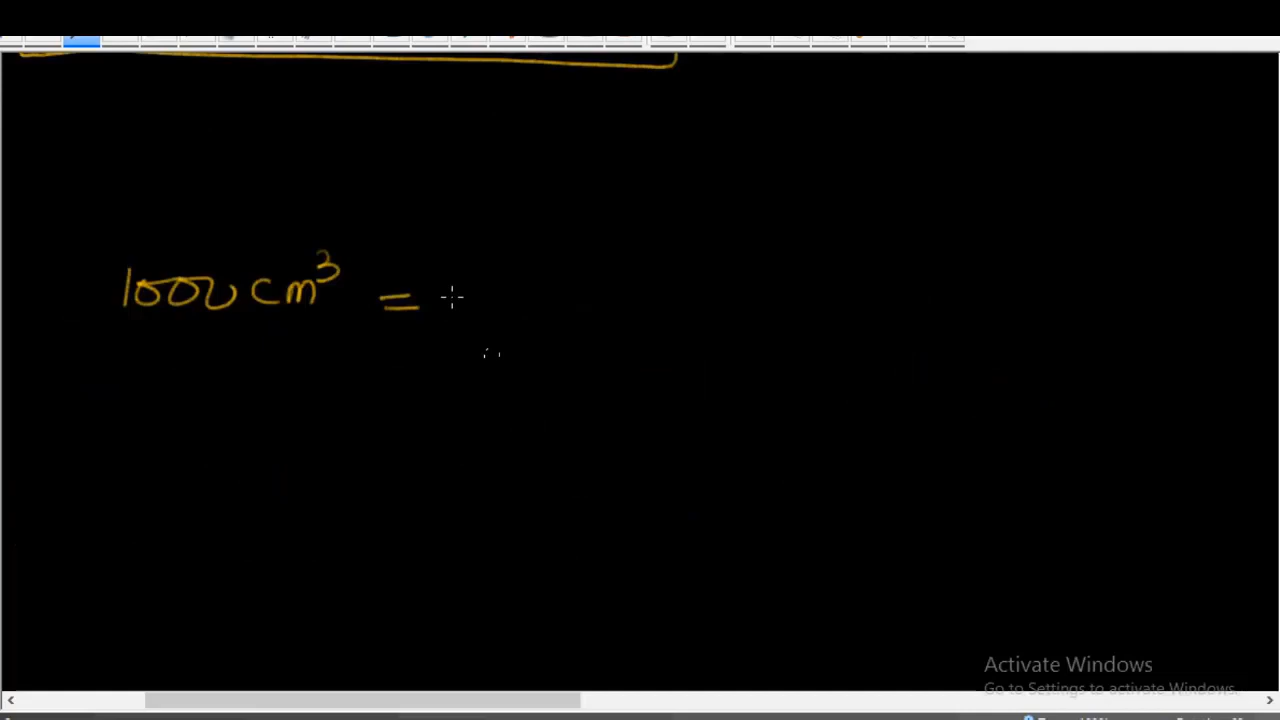 1000 cm³ =
Activate Windows
Go to Settings to activate Windows.